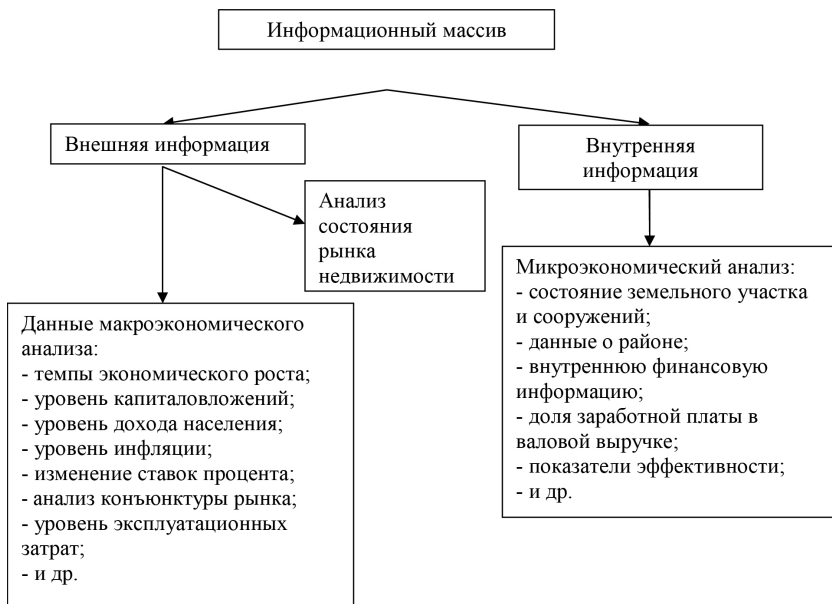 Информационный массив
Внешняя информация
Внутренняя
информация
Анализ
состояния
рынка
недвижимости
Данные макроэкономического
анализа:
- темпы экономического роста;
- уровень капиталовложений;
- уровень дохода населения;
- уровень инфляции;
- изменение ставок процента;
- анализ конъюнктуры рынка;
- уровень эксплуатационных
затрат;
- и др.
Микроэкономический анализ:
- состояние земельного участка
и сооружений;
- данные о районе;
- внутреннюю финансовую
информацию;
- доля заработной платы в
валовой выручке;
- показатели эффективности;
- и др.